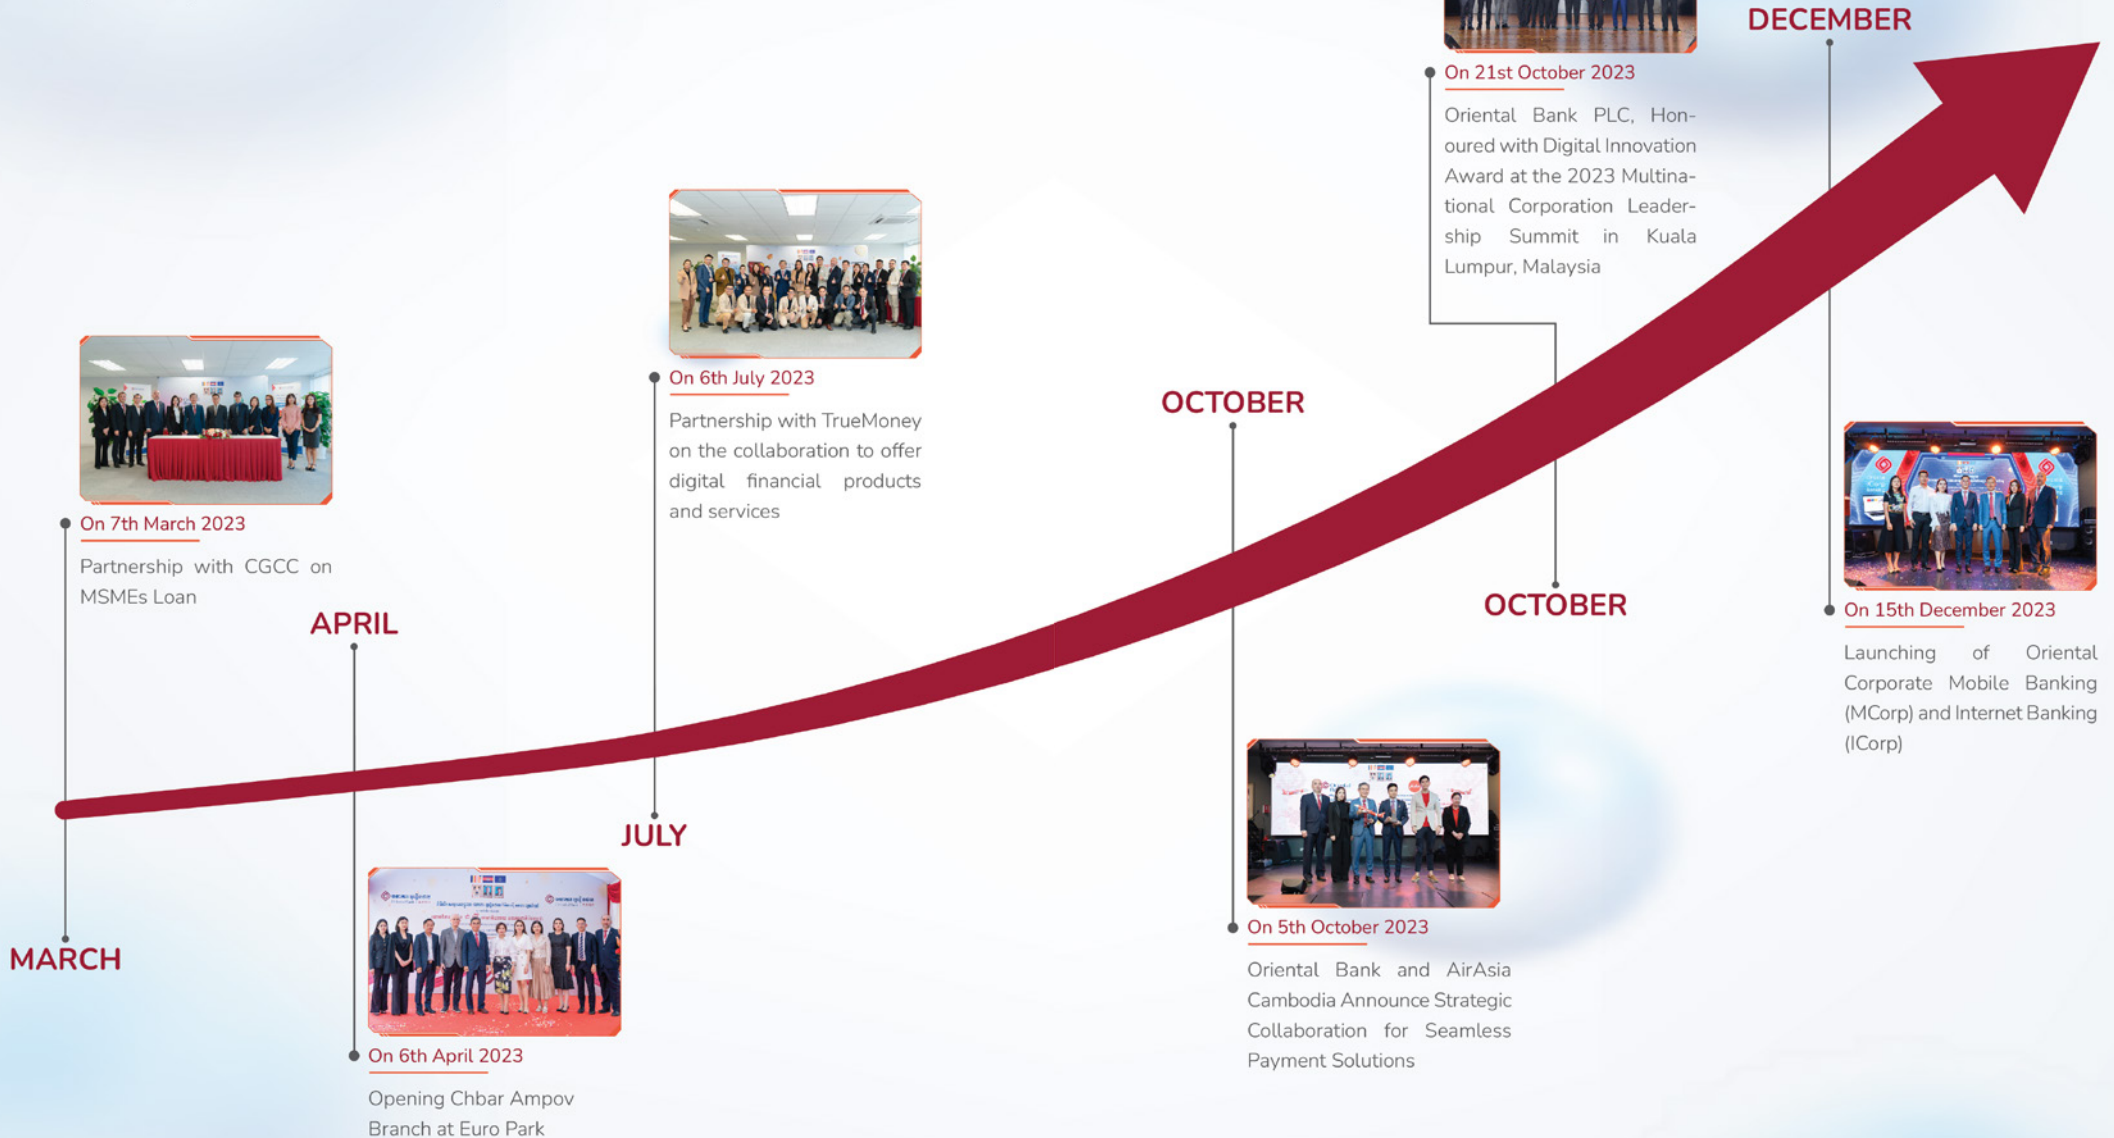 DECEMBER
On 21st October 2023
Oriental Bank PLC, Hon-
oured with Digital Innovation
Award at the 2023 Multina-
tional Corporation Leader-
ship Summit in Kuala
Lumpur, Malaysia
On 6th July 2023
Partnership with TrueMoney
on the collaboration to offer
digital financial products
and services
OCTOBER
On 7th March 2023
Partnership with CGCC on
MSMEs Loan
APRIL
OCTOBER
On 15th December 2023
Launching of Oriental
Corporate Mobile Banking
(MCorp) and Internet Banking
(ICorp)
JULY
MARCH
On 5th October 2023
Oriental Bank and AirAsia
Cambodia Announce Strategic
Collaboration for Seamless
Payment Solutions
On 6th April 2023
Opening Chbar Ampov
Branch at Euro Park